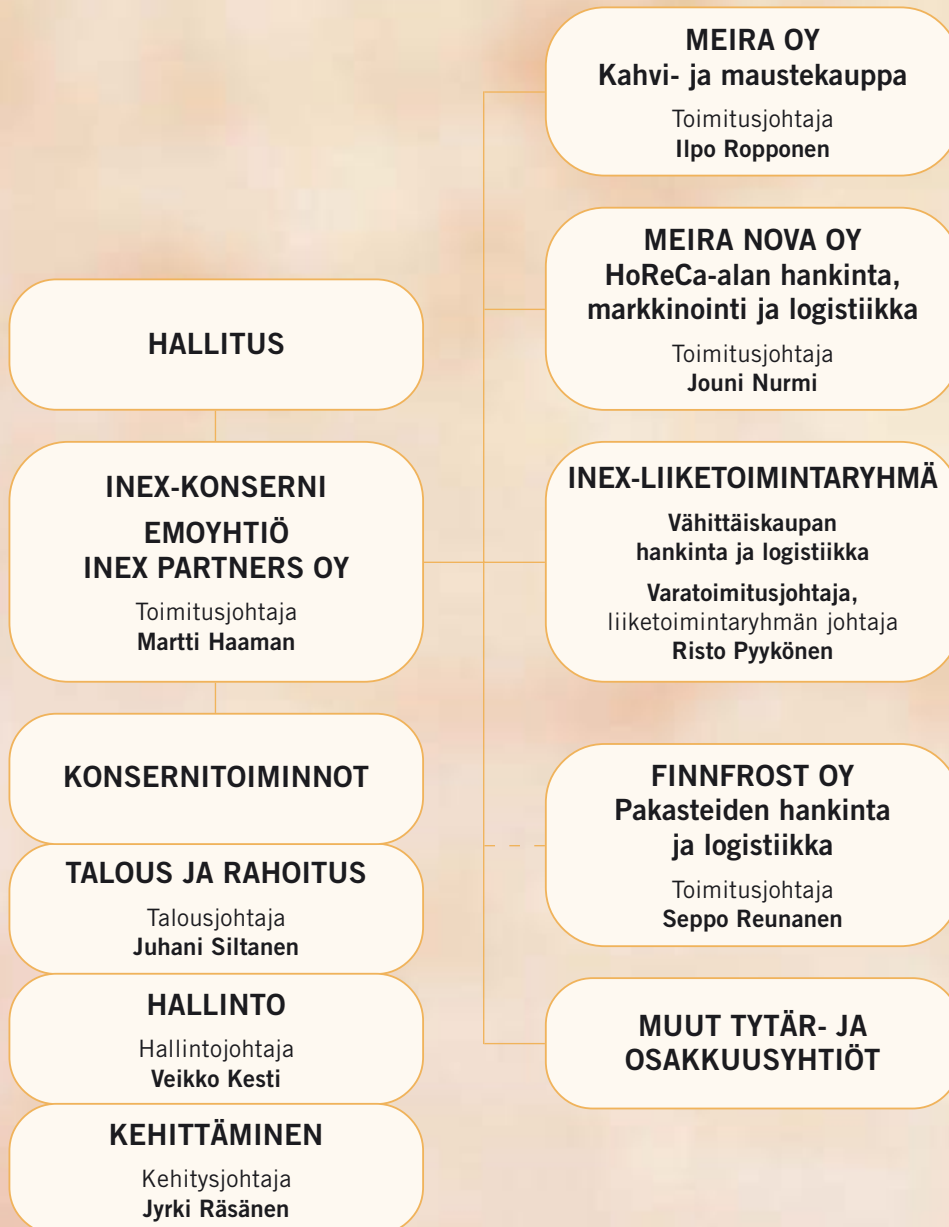 HALLITUS
INEX-KONSERNI
EMOYHTIÖ
INEX PARTNERS OY
Toimitusjohtaja
Martti Haaman
KONSERNITOIMINNOT
TALOUS JA RAHOITUS
Talousjohtaja
Juhani Siltanen
HALLINTO
Hallintojohtaja
Veikko Kesti
KEHITTÄMINEN
Kehitysjohtaja
Jyrki Räsänen
MEIRA OY
Kahvi- ja maustekauppa
Toimitusjohtaja
Ilpo Ropponen
MEIRA NOVA OY
HoReCa-alan hankinta,
markkinointi ja logistiikka
Toimitusjohtaja
Jouni Nurmi
INEX-LIIKETOIMINTARYHMÄ
Vähittäiskaupan
hankinta ja logistiikka
Varatoimitusjohtaja,
liiketoimintaryhmän johtaja
Risto Pyykönen
FINNFROST OY
Pakasteiden hankinta
ja logistiikka
Toimitusjohtaja
Seppo Reunanen
MUUT TYTÄR- JA
OSAKKUUSYHTIÖT